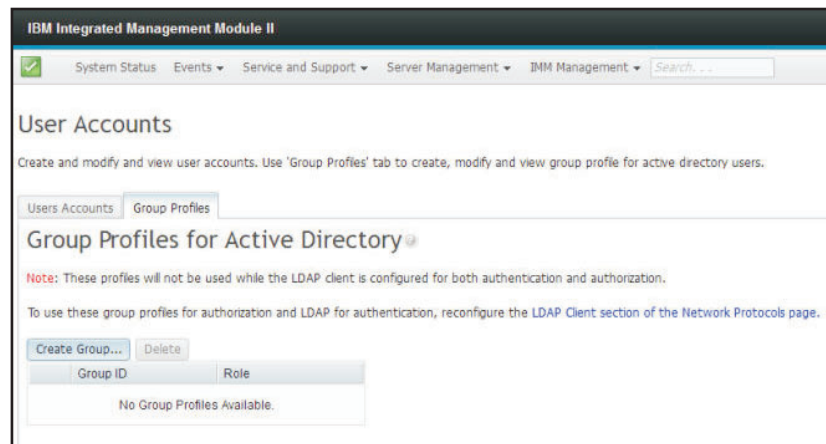 IBM Integrated Management Module II
System Status Events Service and Support Server Management IMM Management Search...
User Accounts
Create and modify and view user accounts. Use 'Group Profiles' tab to create, modify and view group profile for active directory users.
Users Accounts Group Profiles
Group Profiles for Active Directory
Note: These profiles will not be used while the LDAP client is configured for both authentication and authorization.
To use these group profiles for authorization and LDAP for authentication, reconfigure the LDAP Client section of the Network Protocols page.
Create Group... Delete
Group ID Role
No Group Profiles Available.